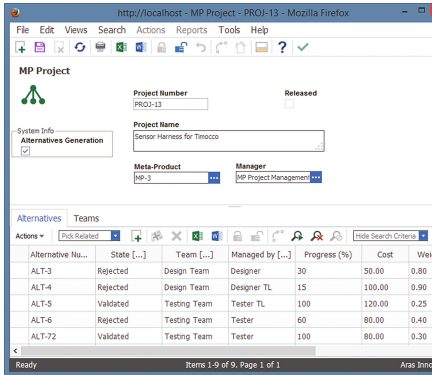 http://localhost - MP Project - PROJ-13 - Mozilla Firefox
File Edit Views Search Actions Reports Tools Help
MP Project
Project Number Released
PROJ-13
System Info
Alternatives Generation
Project Name
Sensor Harness for Timocco
Meta-Product Manager
MP-3 ... MP Project Management ...
Alternatives Teams
Actions Pick Related Hide Search Criteria
Alternative Nu... State [...] Team [...] Managed by [...] Progress (%) Cost Wei
ALT-3 Rejected Design Team Designer 30 50.00 0.80
ALT-4 Rejected Design Team Designer TL 15 100.00 0.90
ALT-5 Validated Testing Team Tester TL 100 120.00 0.25
ALT-6 Rejected Testing Team Tester 60 80.00 0.40
ALT-72 Validated Testing Team Tester 100 80.00 0.30
Ready Items 1-9 of 9. Page 1 of 1 Aras Inno